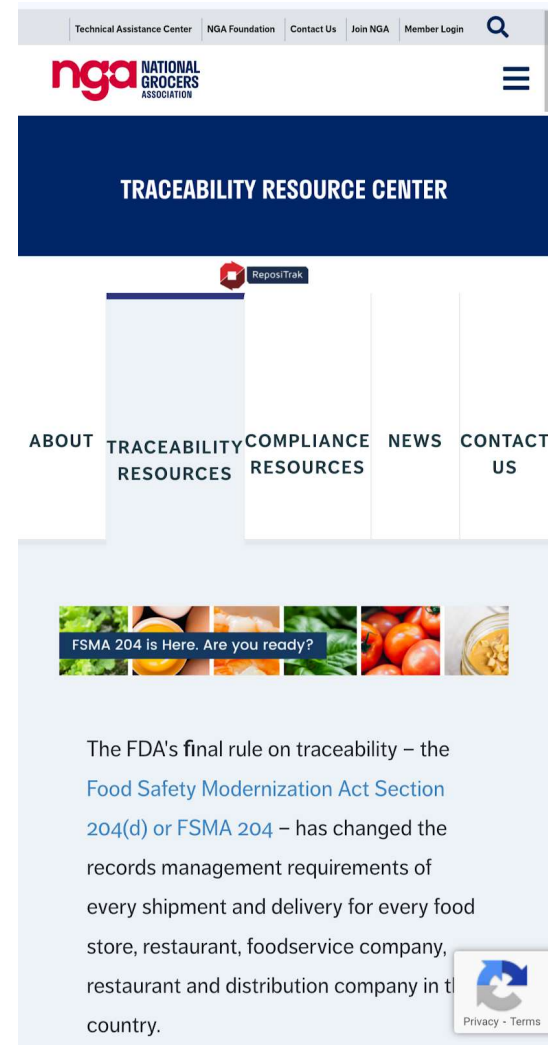 Technical Assistance Center NGA Foundation Contact Us Join NGA Member Login
nga NATIONAL GROCERS ASSOCIATION
TRACEABILITY RESOURCE CENTER
ReposiTrak
ABOUT
TRACEABILITY
RESOURCES
COMPLIANCE
RESOURCES
NEWS
CONTACT
US
FSMA 204 is Here. Are you ready?
The FDA's final rule on traceability – the
Food Safety Modernization Act Section
204(d) or FSMA 204 – has changed the
records management requirements of
every shipment and delivery for every food
store, restaurant, foodservice company,
restaurant and distribution company in
country.
Privacy - Terms